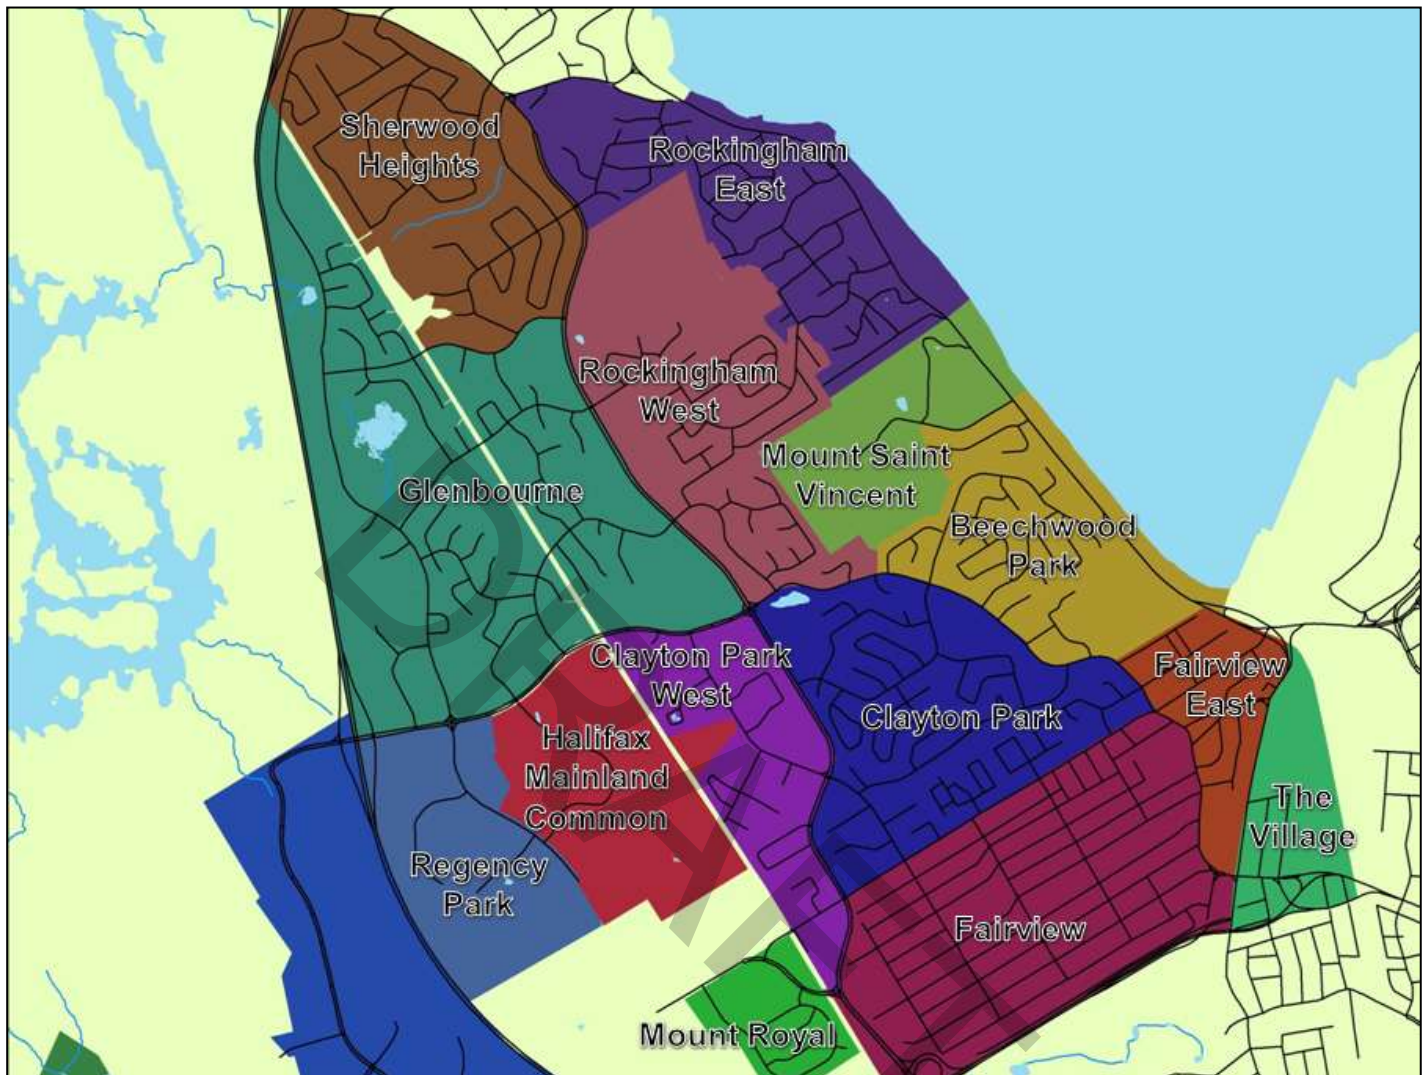 Sherwood
Heights
Rockingham
East
Rockingham
West
Mount Saint
Vincent
Glenbourne
Beechwood
Park
Clayton Park
West
Fairview
East
Clayton Park
Halifax
Mainland
Common
The
Village
Regency
Park
Fairview
Mount Royal
DRAFT